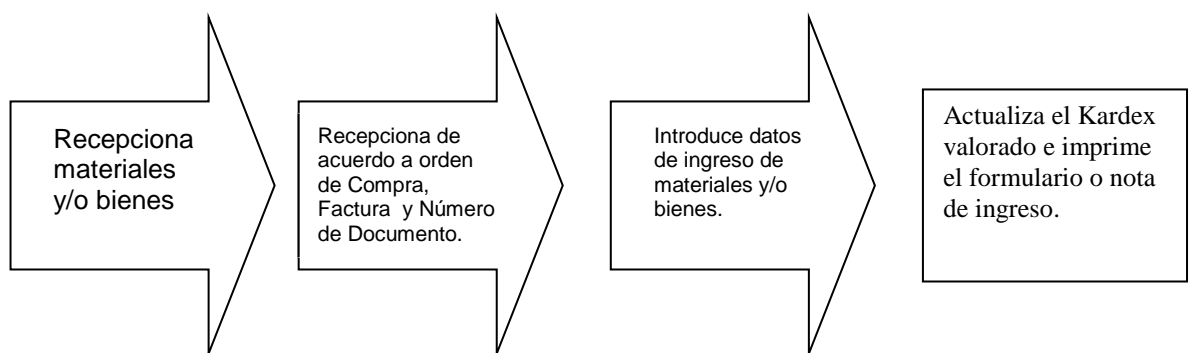 Recepciona
materiales
y/o bienes
Recepciona de
acuerdo a orden
de Compra,
Factura y Número
de Documento.
Introduce datos
de ingreso de
materiales y/o
bienes.
Actualiza el Kardex
valorado e imprime
el formulario o nota
de ingreso.